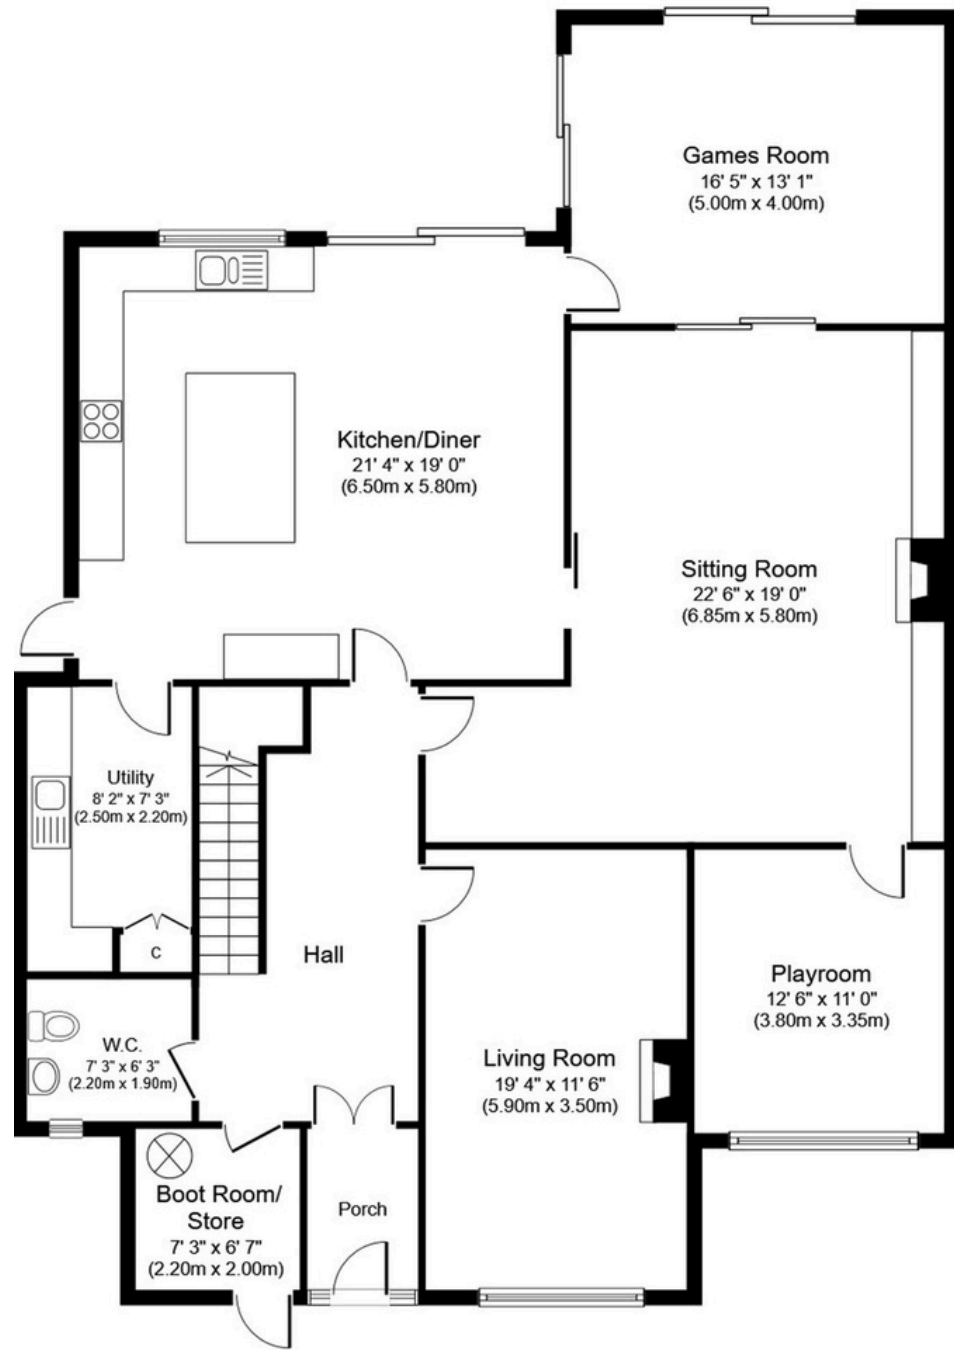 Games Room
16' 5" x 13' 1"
(5.00m x 4.00m)
Kitchen/Diner
21' 4" x 19' 0"
(6.50m x 5.80m)
Sitting Room
22' 6" x 19' 0"
(6.85m x 5.80m)
Utility
8' 2" x 7' 3"
(2.50m x 2.20m)
C
Hall
Playroom
12' 6" x 11' 0"
(3.80m x 3.35m)
W.C.
7' 3" x 6' 3"
(2.20m x 1.90m)
Living Room
19' 4" x 11' 6"
(5.90m x 3.50m)
Boot Room/
Store
7' 3" x 6' 7"
(2.20m x 2.00m)
Porch